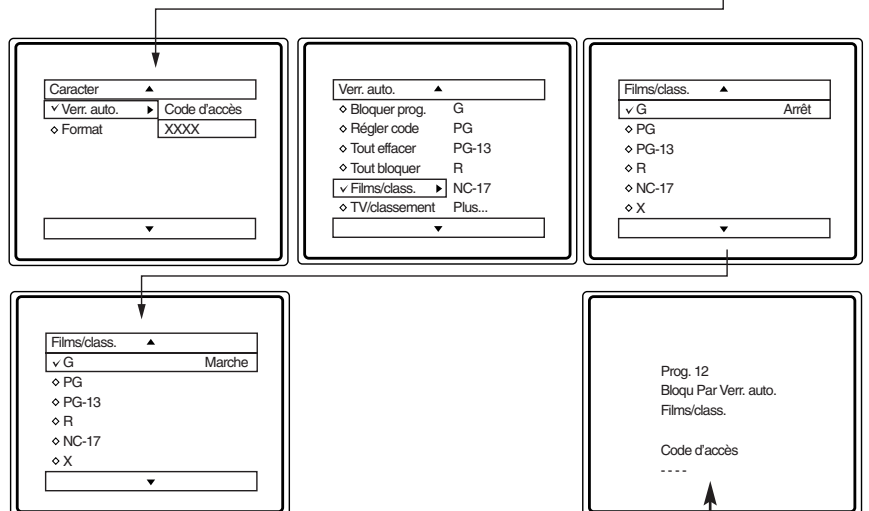 Caracter
Verr. auto. Code d'accès
Format XXXX
Verr. auto.
Bloquer prog. G
Régler code PG
Tout effacer PG-13
Tout bloquer R
Films/class. NC-17
TV/classement Plus...
Films/class.
G Arrêt
PG
PG-13
R
NC-17
X
Films/class.
G Marche
PG
PG-13
R
NC-17
X
Prog. 12
Bloqu Par Verr. auto.
Films/class.
Code d'accès
- - - -